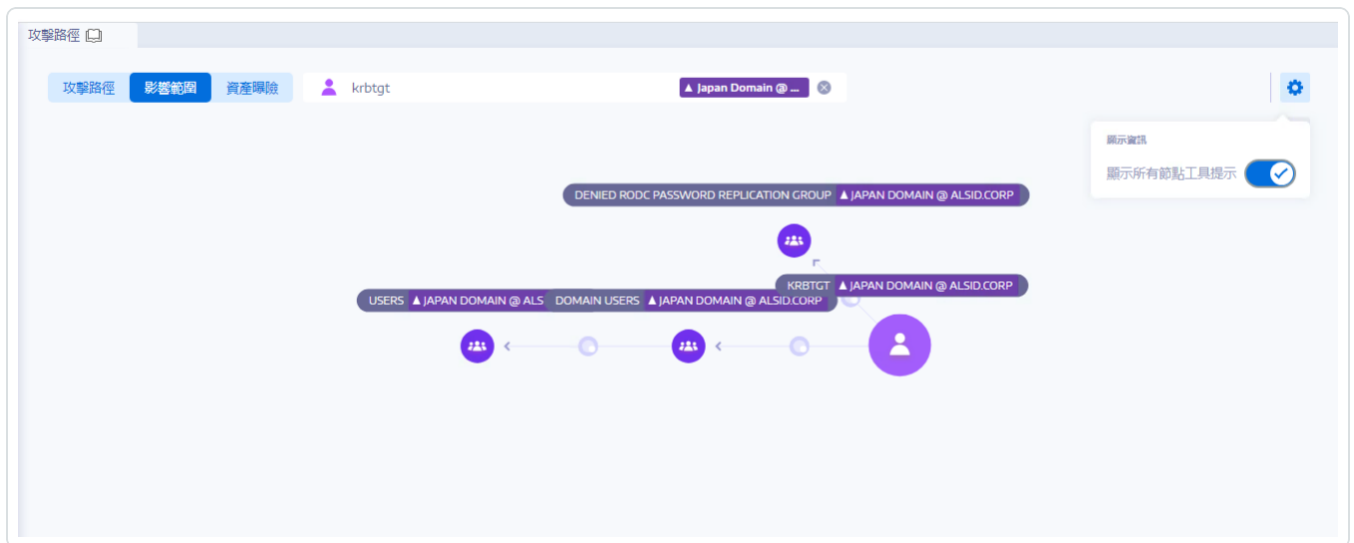 攻擊路徑
攻擊路徑 影響範圍 資產曝險 krbtgt Japan Domain @ ...
顯示資訊
顯示所有節點工具提示
DENIED RODC PASSWORD REPLICATION GROUP JAPAN DOMAIN @ ALSID.CORP
KRBTGT JAPAN DOMAIN @ ALSID.CORP
USERS JAPAN DOMAIN @ ALS DOMAIN USERS JAPAN DOMAIN @ ALSID.CORP